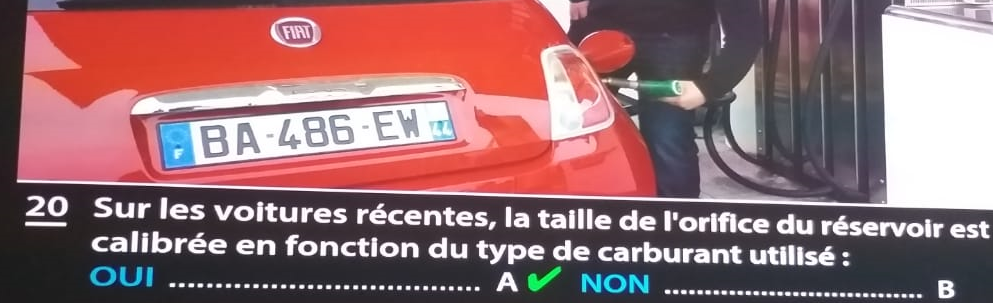 FIAT
F BA-486-EW 44
20 Sur les voitures récentes, la taille de l'orifice du réservoir est
calibrée en fonction du type de carburant utilisé :
OUI ................................ A ✔ NON ............................ B